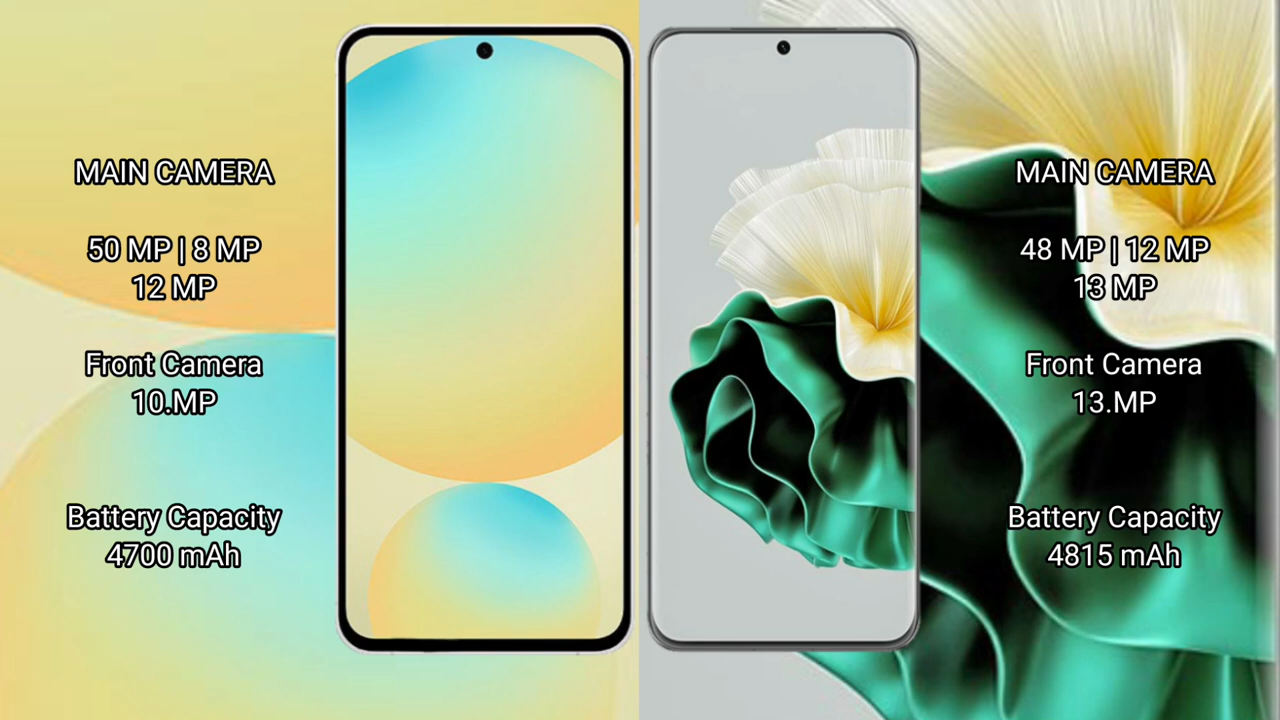 MAIN CAMERA
50 MP | 8 MP
12 MP
Front Camera
10.MP
Battery Capacity
4700 mAh
MAIN CAMERA
48 MP | 12 MP
13 MP
Front Camera
13.MP
Battery Capacity
4815 mAh